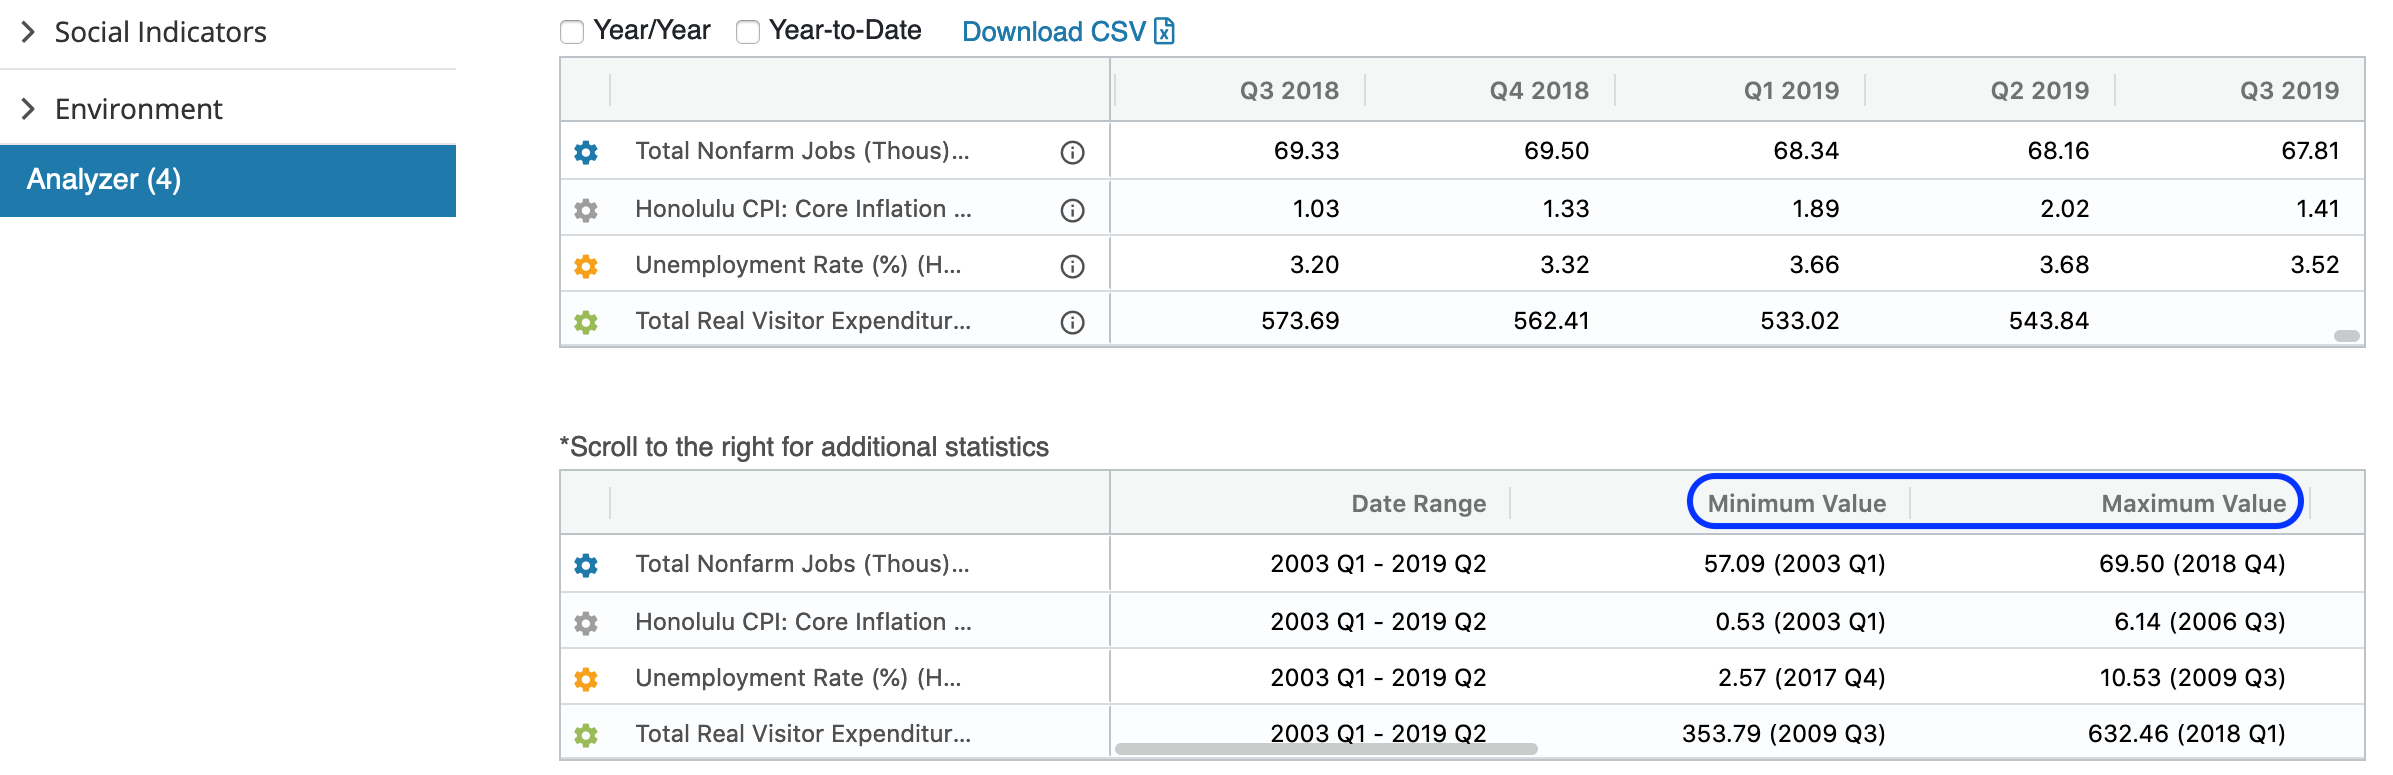 Social Indicators
Environment
Analyzer (4)
Year/Year Year-to-Date Download CSV
Q3 2018 Q4 2018 Q1 2019 Q2 2019 Q3 2019
Total Nonfarm Jobs (Thous)... 69.33 69.50 68.34 68.16 67.81
Honolulu CPI: Core Inflation ... 1.03 1.33 1.89 2.02 1.41
Unemployment Rate (%) (H... 3.20 3.32 3.66 3.68 3.52
Total Real Visitor Expenditur... 573.69 562.41 533.02 543.84
*Scroll to the right for additional statistics
Date Range Minimum Value Maximum Value
Total Nonfarm Jobs (Thous)... 2003 Q1 - 2019 Q2 57.09 (2003 Q1) 69.50 (2018 Q4)
Honolulu CPI: Core Inflation ... 2003 Q1 - 2019 Q2 0.53 (2003 Q1) 6.14 (2006 Q3)
Unemployment Rate (%) (H... 2003 Q1 - 2019 Q2 2.57 (2017 Q4) 10.53 (2009 Q3)
Total Real Visitor Expenditur... 2003 Q1 - 2019 Q2 353.79 (2009 Q3) 632.46 (2018 Q1)